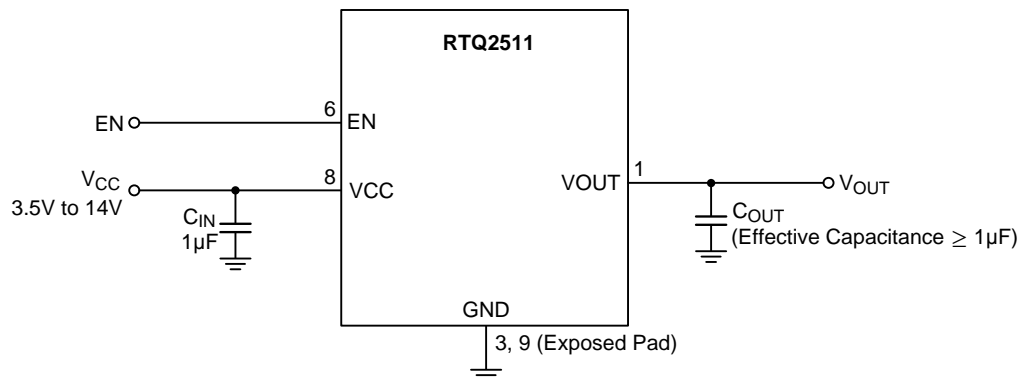 RTQ2511
EN
6
EN
VCC
3.5V to 14V
8
VCC
CIN
1µF
VOUT
1
VOUT
COUT
(Effective Capacitance ≥ 1µF)
GND
3, 9 (Exposed Pad)